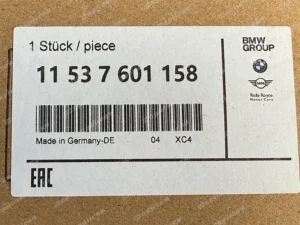 1 Stück / piece
BMW
GROUP
11 53 7 601 158
Rolls-Royce
Motor Cars
Made in Germany-DE 04 XC4
EAC